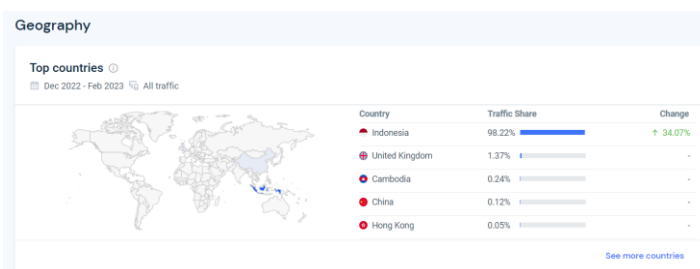 Geography
Top countries
Dec 2022 - Feb 2023 All traffic
Country Traffic Share Change
Indonesia 98.22% ↑ 34.07%
United Kingdom 1.37% -
Cambodia 0.24% -
China 0.12% -
Hong Kong 0.05% -
See more countries